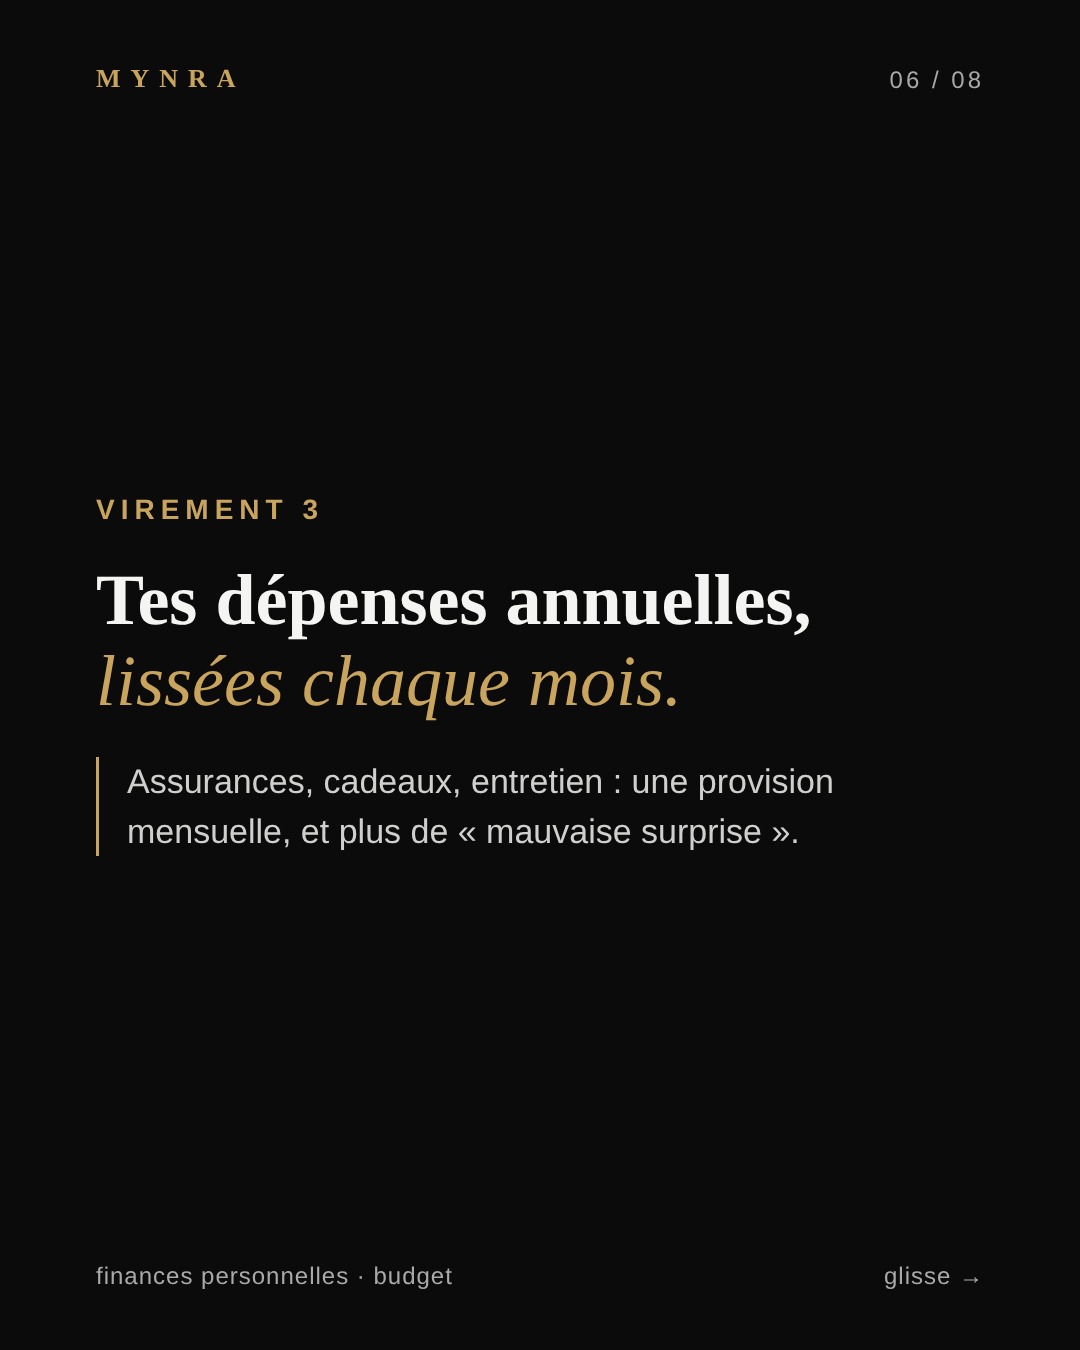 MYNRA
06 / 08
VIREMENT 3
Tes dépenses annuelles,
lissées chaque mois.
Assurances, cadeaux, entretien : une provision
mensuelle, et plus de « mauvaise surprise ».
finances personnelles · budget
glisse →